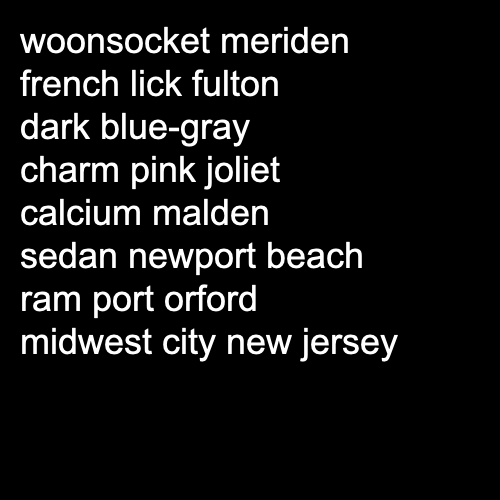 woonsocket meriden
french lick fulton
dark blue-gray
charm pink joliet
calcium malden
sedan newport beach
ram port orford
midwest city new jersey